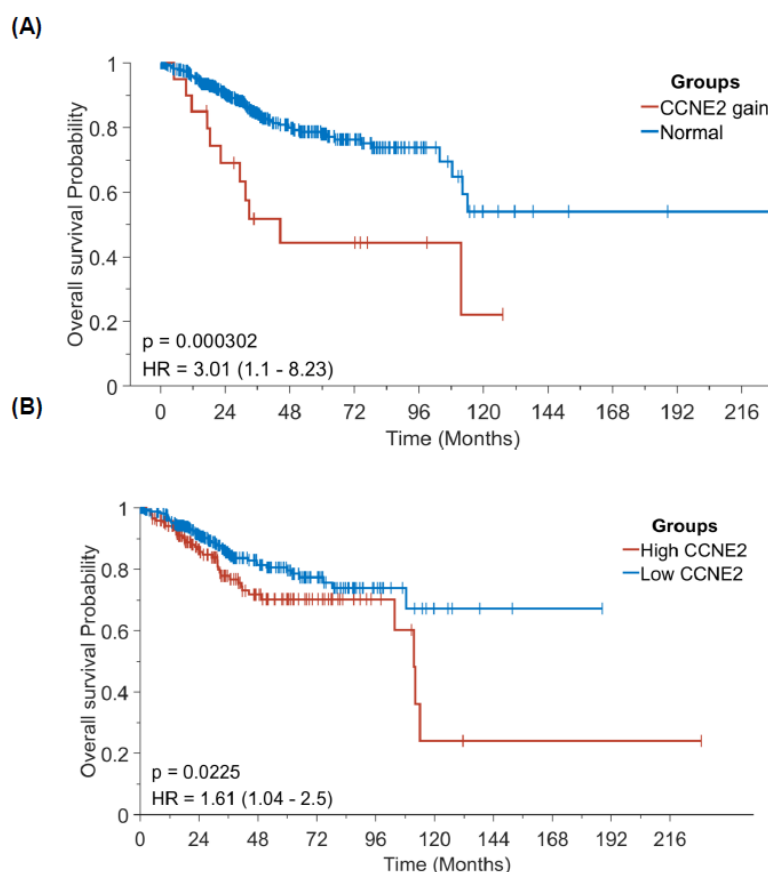 (A)
Groups
CCNE2 gain
Normal
Overall survival Probability
1
0.8
0.6
0.4
0.2
0
p = 0.000302
HR = 3.01 (1.1 - 8.23)
0 24 48 72 96 120 144 168 192 216
Time (Months)
(B)
Groups
High CCNE2
Low CCNE2
Overall survival Probability
1
0.8
0.6
0.4
0.2
0
p = 0.0225
HR = 1.61 (1.04 - 2.5)
0 24 48 72 96 120 144 168 192 216
Time (Months)